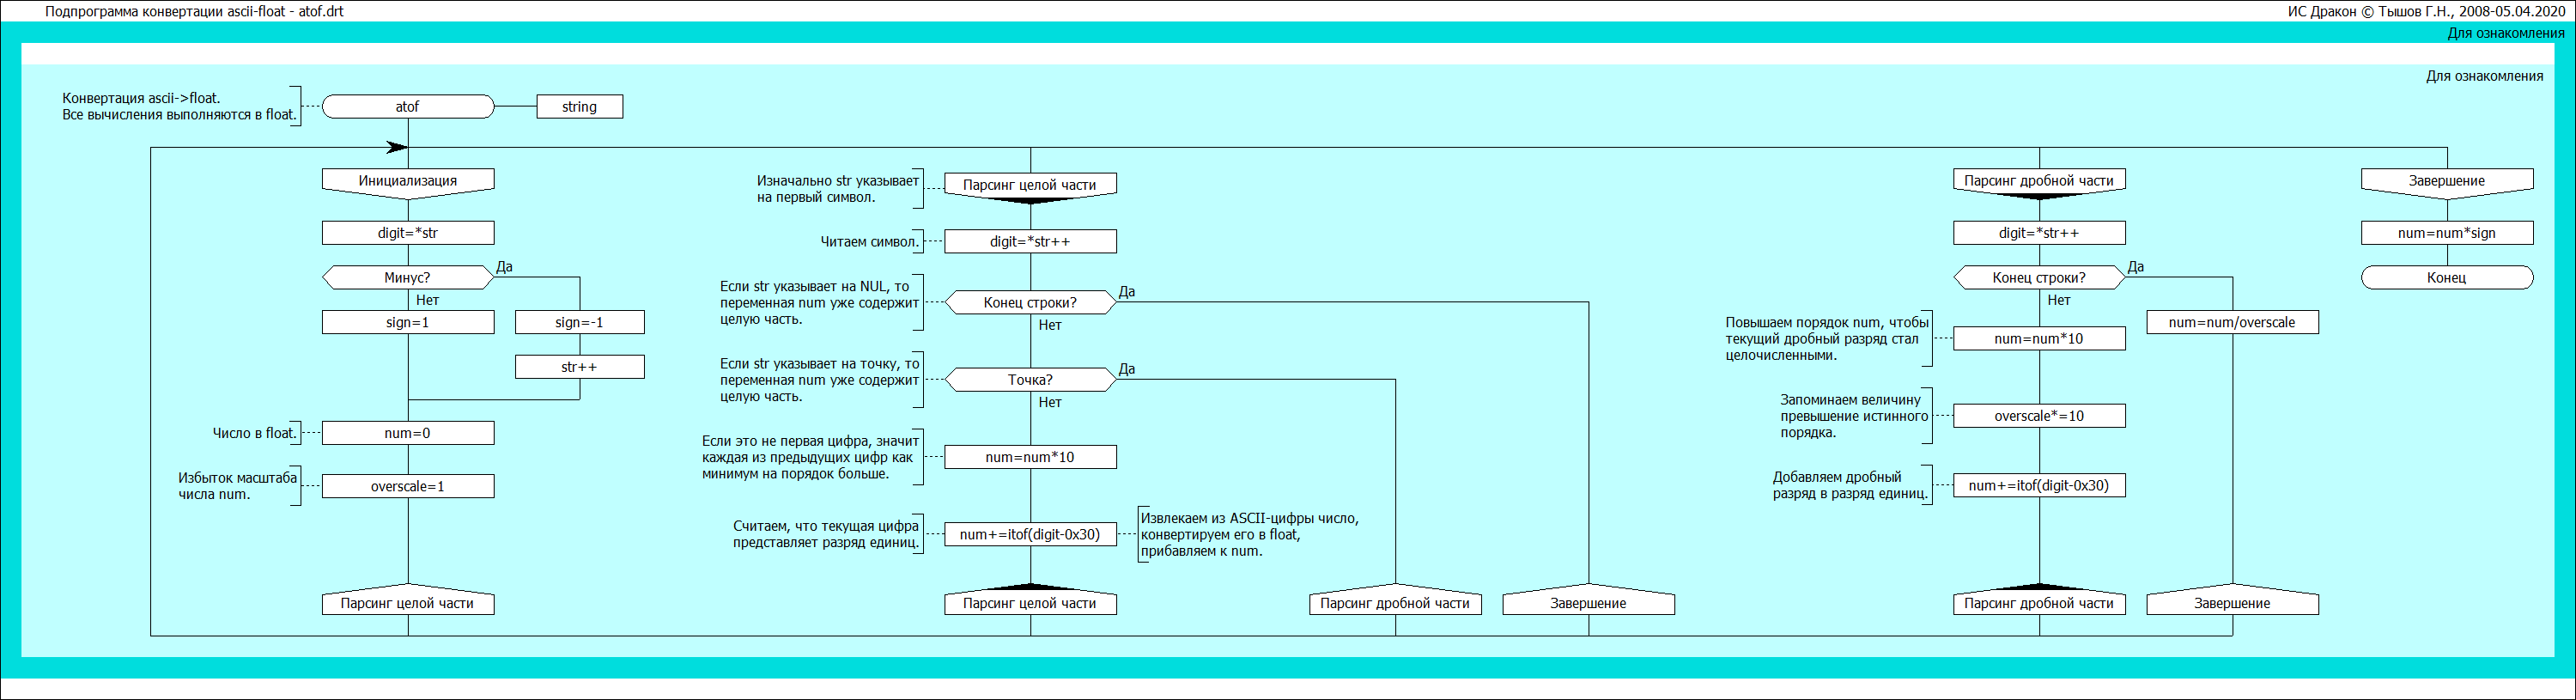 Подпрограмма конвертации ascii-float - atof.drt
ИС Дракон © Тышов Г.Н., 2008-05.04.2020
Для ознакомления
Для ознакомления
Конвертация ascii->float.
Все вычисления выполняются в float.
atof
string
Инициализация
digit=*str
Минус?
Да
Нет
sign=1
sign=-1
str++
Число в float.
num=0
Избыток масштаба
числа num.
overscale=1
Парсинг целой части
Изначально str указывает
на первый символ.
Парсинг целой части
Читаем символ.
digit=*str++
Если str указывает на NUL, то
переменная num уже содержит
целую часть.
Конец строки?
Да
Нет
Если str указывает на точку, то
переменная num уже содержит
целую часть.
Точка?
Да
Нет
Если это не первая цифра, значит
каждая из предыдущих цифр как
минимум на порядок больше.
num=num*10
Считаем, что текущая цифра
представляет разряд единиц.
num+=itof(digit-0x30)
Извлекаем из ASCII-цифры число,
конвертируем его в float,
прибавляем к num.
Парсинг целой части
Парсинг дробной части
Завершение
Парсинг дробной части
digit=*str++
Конец строки?
Да
Нет
num=num/overscale
Повышаем порядок num, чтобы
текущий дробный разряд стал
целочисленными.
num=num*10
Запоминаем величину
превышение истинного
порядка.
overscale*=10
Добавляем дробный
разряд в разряд единиц.
num+=itof(digit-0x30)
Парсинг дробной части
Завершение
Завершение
num=num*sign
Конец